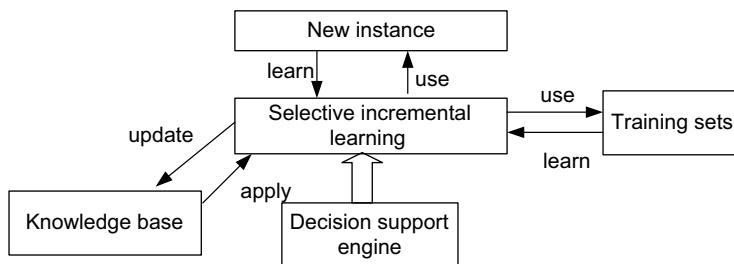 New instance
learn
use
Selective incremental
learning
use
Training sets
learn
update
apply
Knowledge base
Decision support
engine